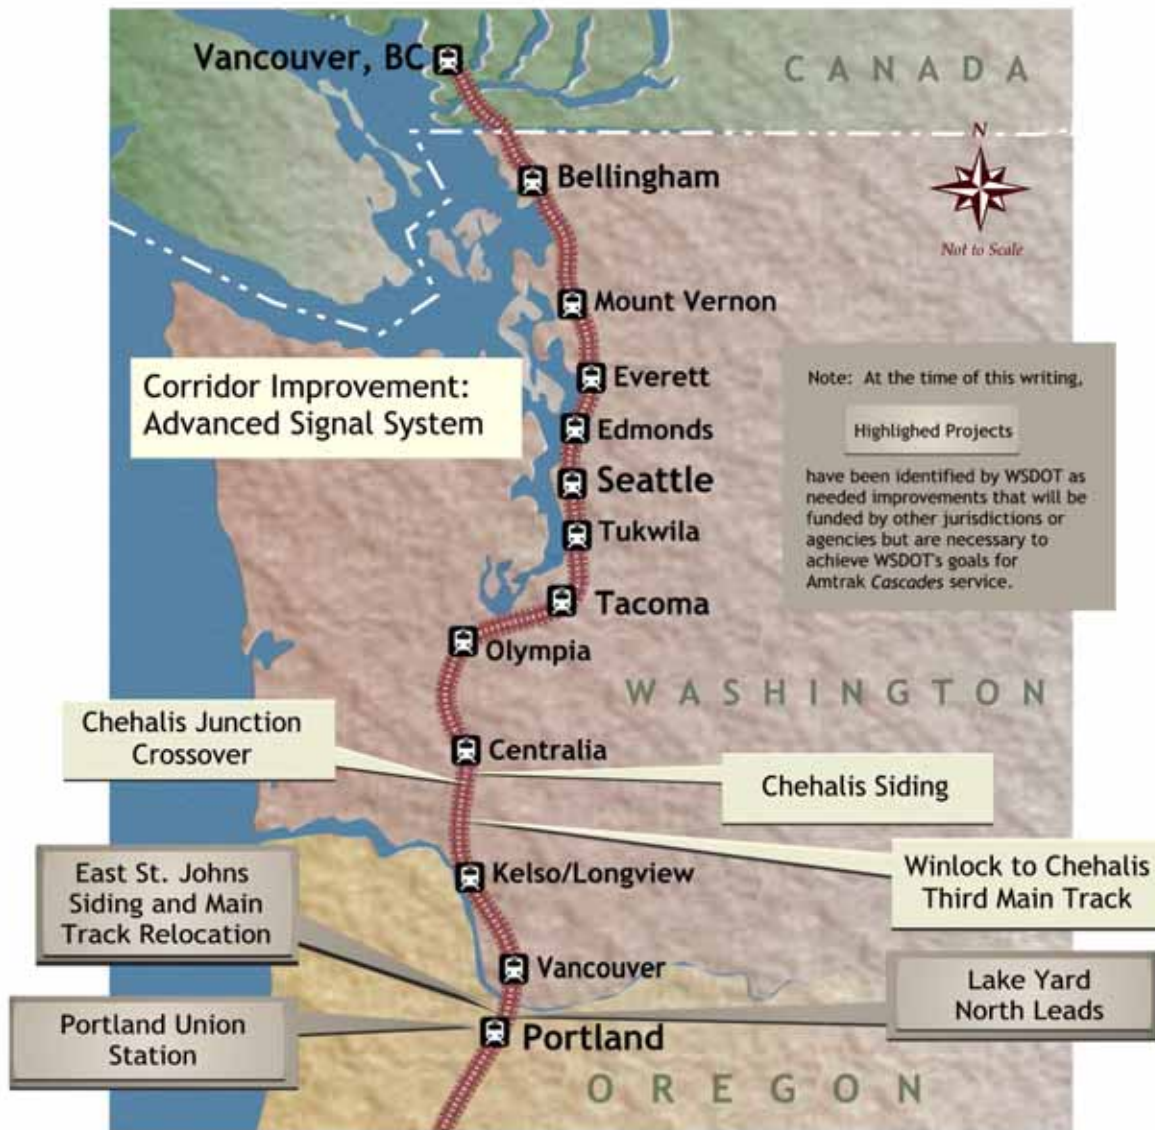 Vancouver, BC
CANADA
N
Not to Scale
Bellingham
Mount Vernon
Corridor Improvement:
Advanced Signal System
Everett
Edmonds
Seattle
Tukwila
Tacoma
Olympia
Note: At the time of this writing,
Highlighed Projects
have been identified by WSDOT as
needed improvements that will be
funded by other jurisdictions or
agencies but are necessary to
achieve WSDOT's goals for
Amtrak Cascades service.
WASHINGTON
Chehalis Junction
Crossover
Centralia
Chehalis Siding
Winlock to Chehalis
Third Main Track
East St. Johns
Siding and Main
Track Relocation
Kelso/Longview
Vancouver
Lake Yard
North Leads
Portland Union
Station
Portland
OREGON